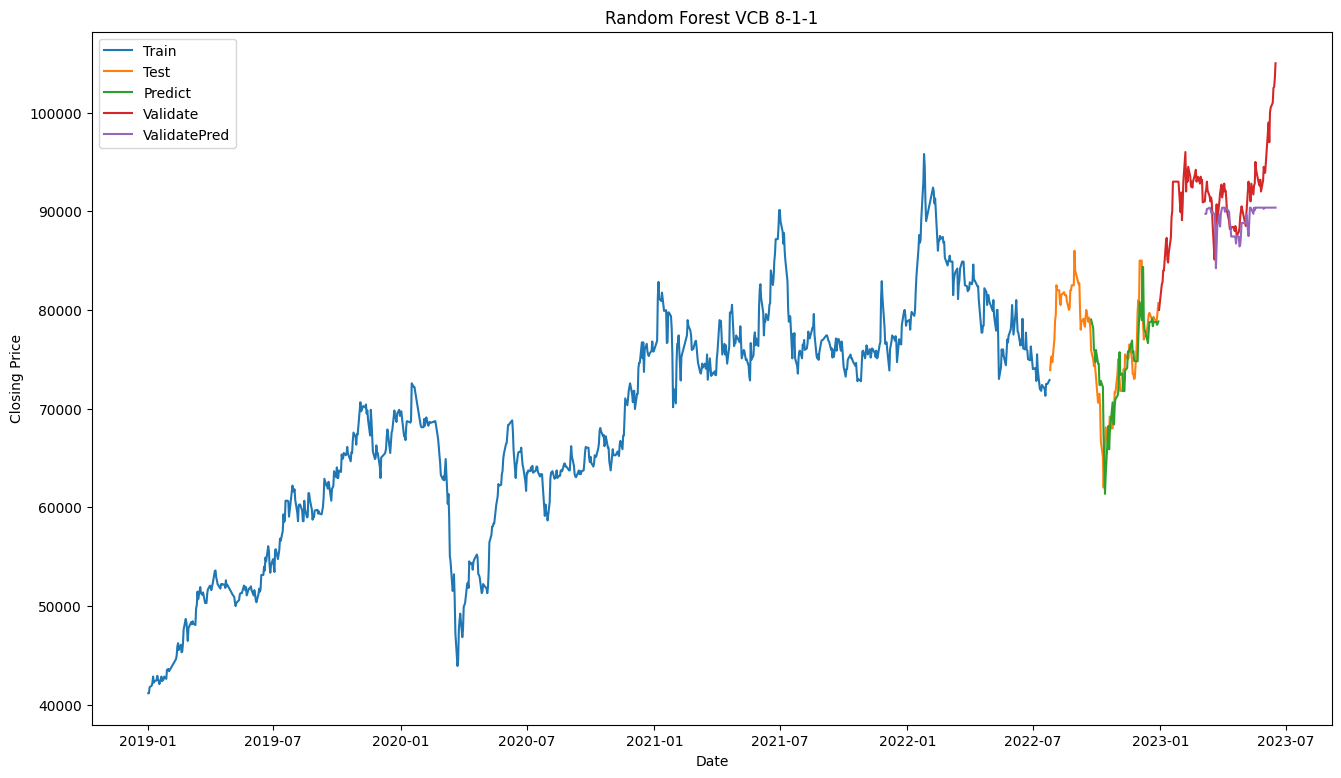 Random Forest VCB 8-1-1
Train
Test
Predict
Validate
ValidatePred
Closing Price
100000
90000
80000
70000
60000
50000
40000
2019-01
2019-07
2020-01
2020-07
2021-01
2021-07
2022-01
2022-07
2023-01
2023-07
Date